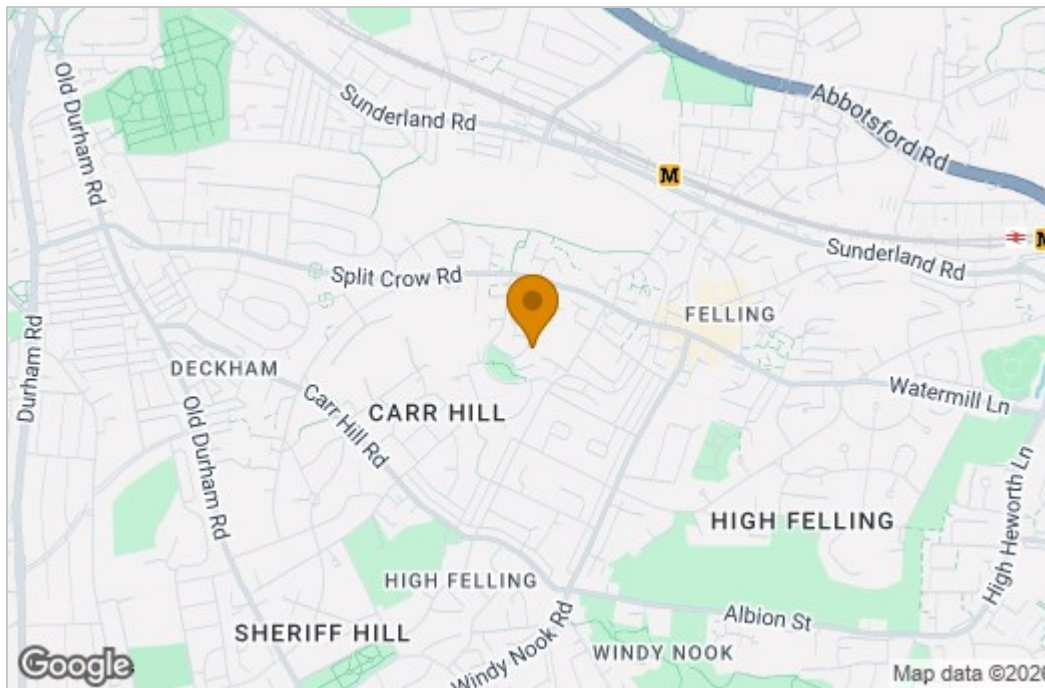 Old Durham Rd
Sunderland Rd
Abbotsford Rd
M
M
Sunderland Rd
Split Crow Rd
FELLING
Durham Rd
DECKHAM
Watermill Ln
CARR HILL
Carr Hill Rd
Old Durham Rd
HIGH FELLING
High Heworth Ln
HIGH FELLING
Albion St
SHERIFF HILL
Windy Nook Rd
WINDY NOOK
Google
Map data ©2026